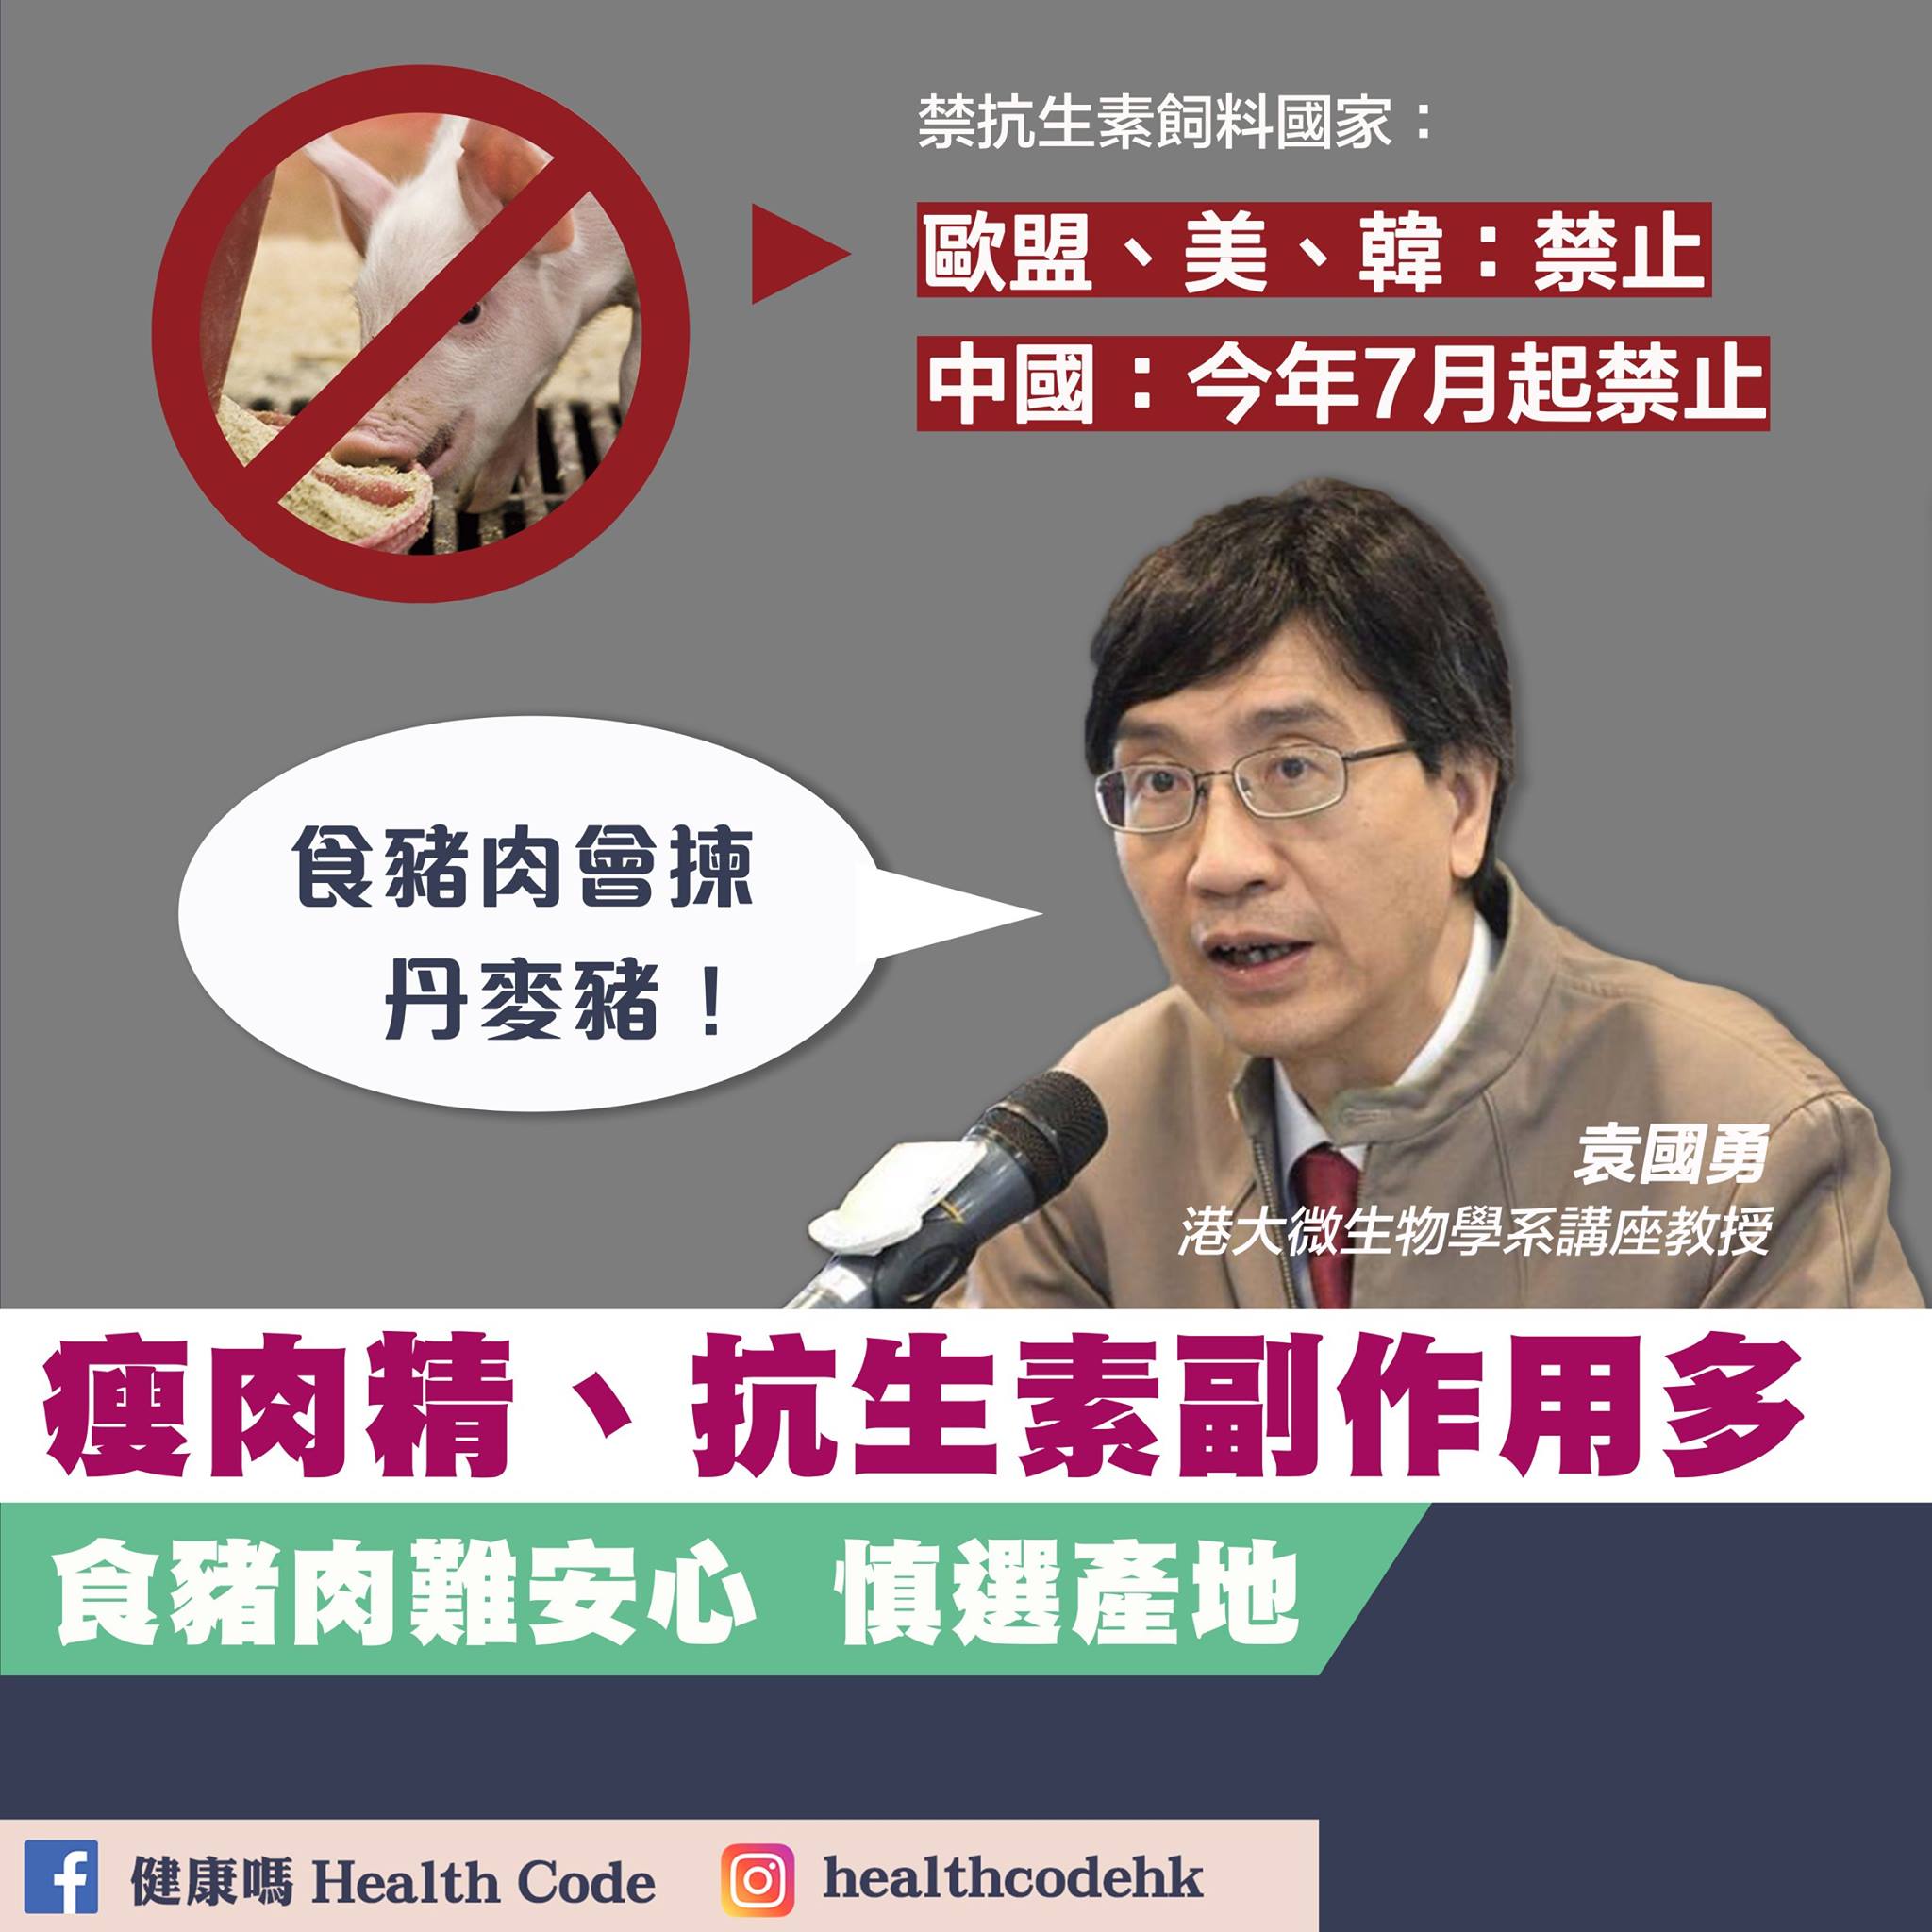 禁抗生素飼料國家：
歐盟、美、韓：禁止
中國：今年7月起禁止
食豬肉會揀
丹麥豬！
袁國勇
港大微生物學系講座教授
瘦肉精、抗生素副作用多
食豬肉難安心 慎選產地
健康嗎 Health Code
healthcodehk